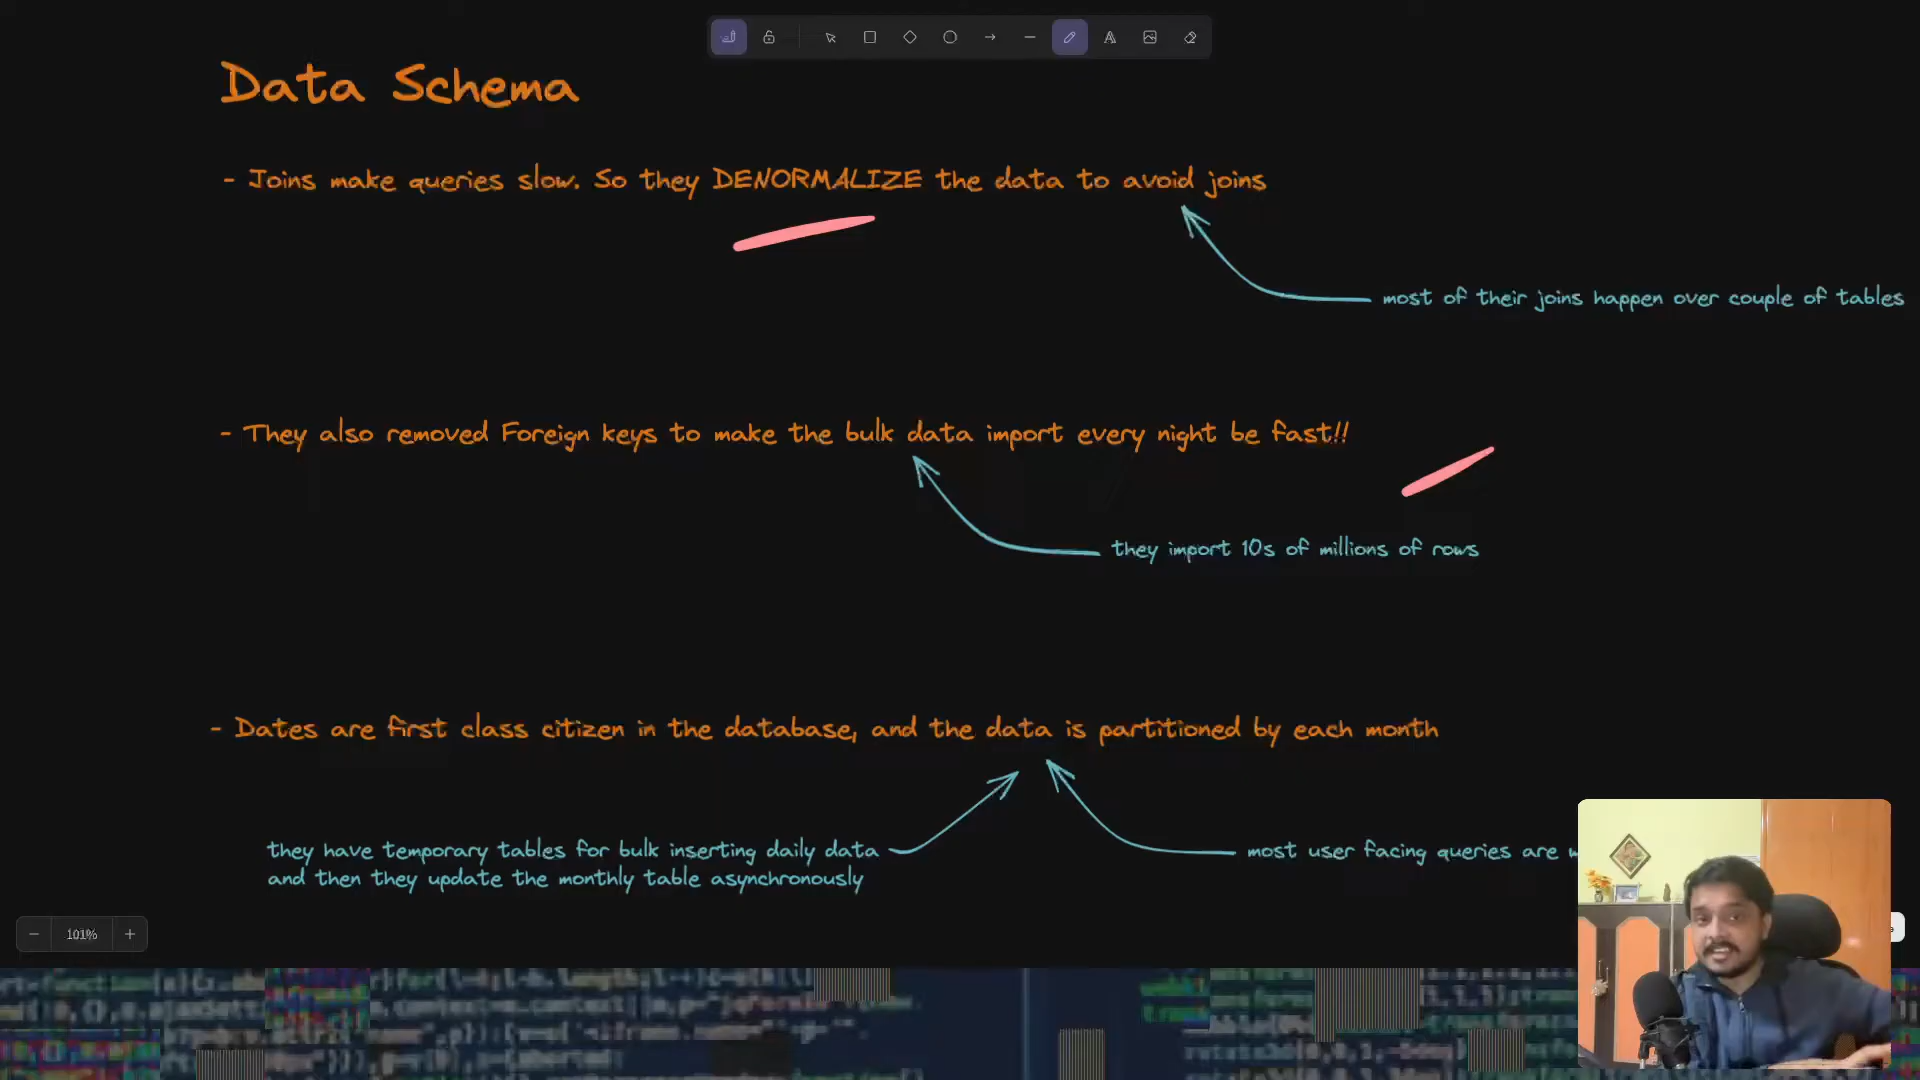 Data Schema
- Joins make queries slow. So they DENORMALIZE the data to avoid joins
most of their joins happen over couple of tables
- They also removed Foreign keys to make the bulk data import every night be fast!!
they import 10s of millions of rows
- Dates are first class citizen in the database, and the data is partitioned by each month
they have temporary tables for bulk inserting daily data
and then they update the monthly table asynchronously
most user facing queries are
101%